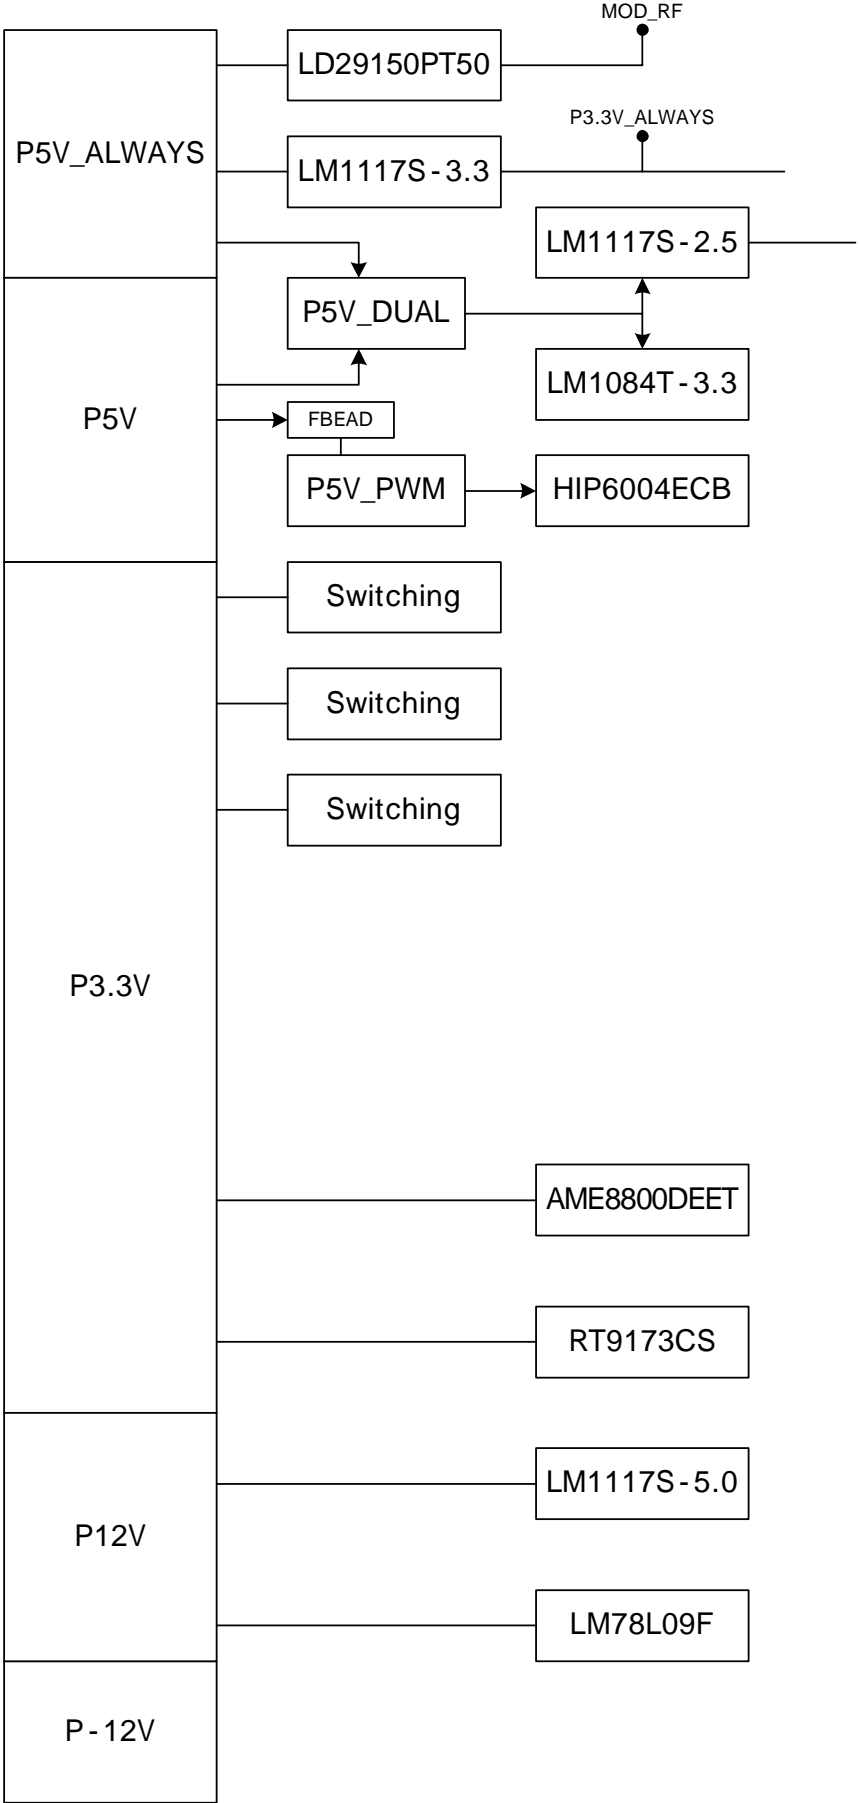 MOD_RF
LD29150PT50
P3.3V_ALWAYS
P5V_ALWAYS
LM1117S-3.3
LM1117S-2.5
P5V_DUAL
LM1084T-3.3
P5V
FBEAD
P5V_PWM
HIP6004ECB
Switching
Switching
Switching
P3.3V
AME8800DEET
RT9173CS
LM1117S-5.0
P12V
LM78L09F
P-12V